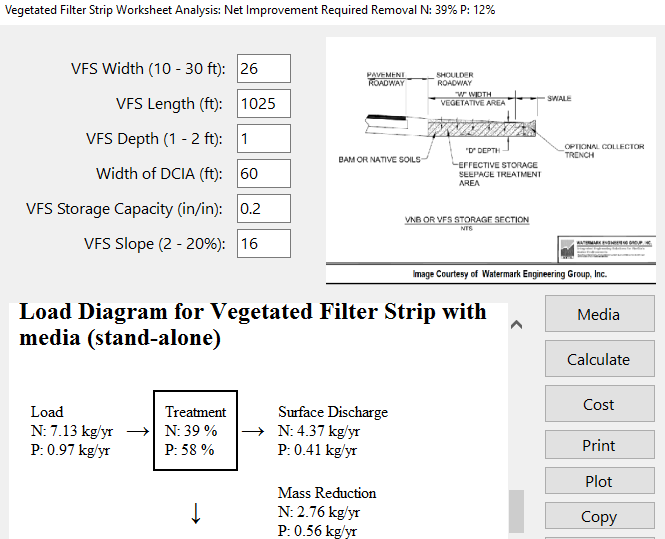 Vegetated Filter Strip Worksheet Analysis: Net Improvement Required Removal N: 39% P: 12%
VFS Width (10 - 30 ft): 26
VFS Length (ft): 1025
VFS Depth (1 - 2 ft): 1
Width of DCIA (ft): 60
VFS Storage Capacity (in/in): 0.2
VFS Slope (2 - 20%): 16
PAVEMENT
ROADWAY
SHOULDER
ROADWAY
"W" WIDTH
VEGETATIVE AREA
SWALE
"D" DEPTH
OPTIONAL COLLECTOR
TRENCH
BAM OR NATIVE SOILS
EFFECTIVE STORAGE
SEEPAGE TREATMENT
AREA
VNB OR VFS STORAGE SECTION
NTS
WATERMARK ENGINEERING GROUP, INC.
Image Courtesy of Watermark Engineering Group, Inc.
Load Diagram for Vegetated Filter Strip with
media (stand-alone)
Load
N: 7.13 kg/yr
P: 0.97 kg/yr
→
Treatment
N: 39 %
P: 58 %
→
Surface Discharge
N: 4.37 kg/yr
P: 0.41 kg/yr
↓
Mass Reduction
N: 2.76 kg/yr
P: 0.56 kg/yr
Media
Calculate
Cost
Print
Plot
Copy